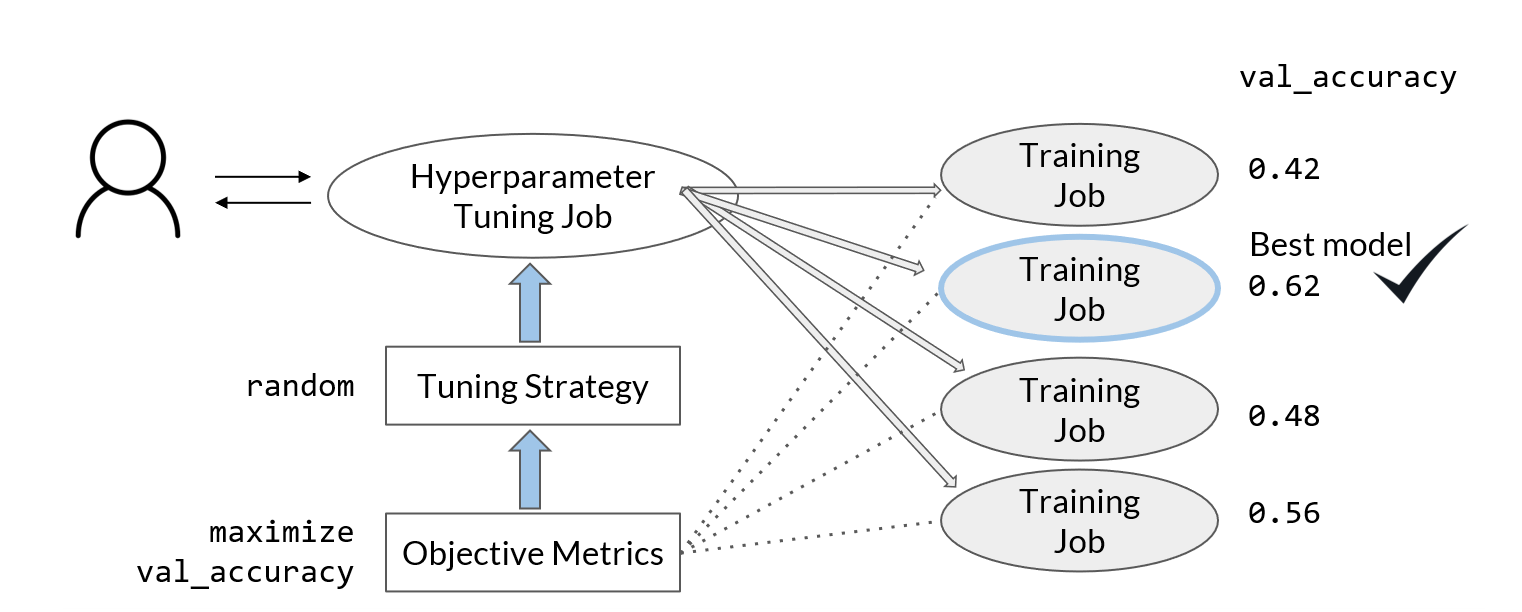 val_accuracy
Hyperparameter
Tuning Job
Training
Job
0.42
Best model
Training
Job
0.62
random
Tuning Strategy
Training
Job
0.48
maximize
val_accuracy
Objective Metrics
Training
Job
0.56